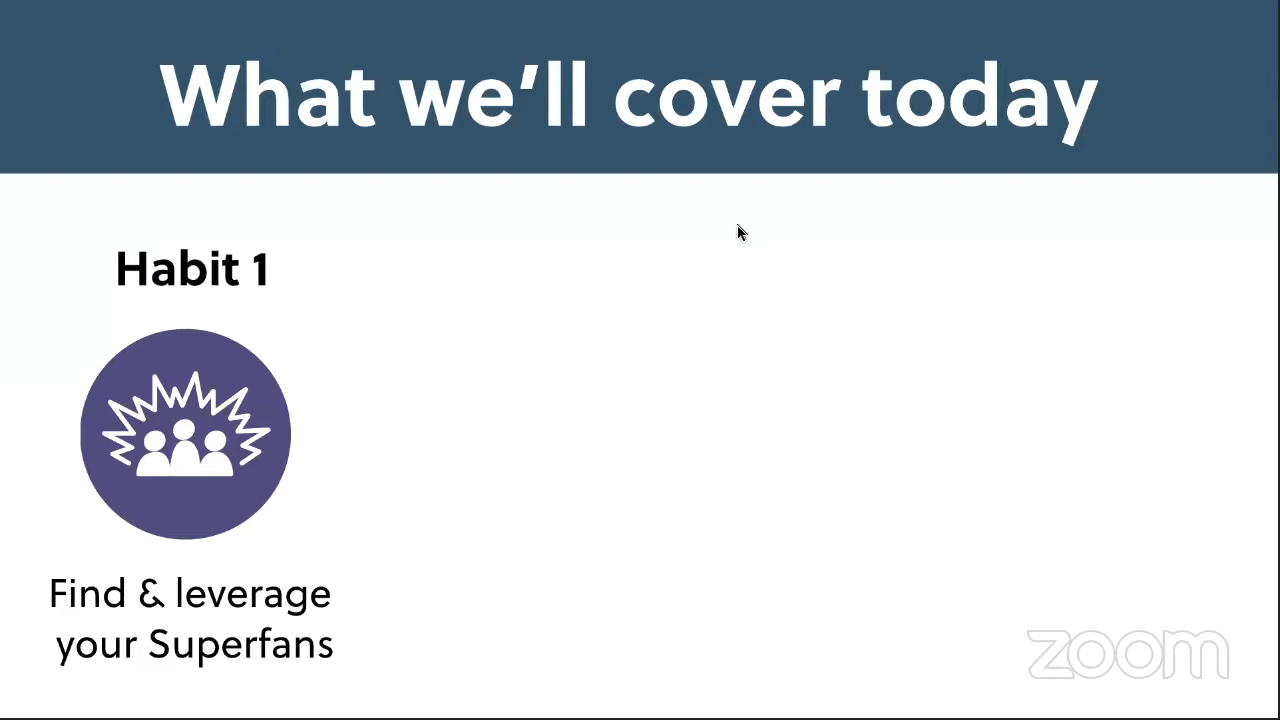 What we’ll cover today
Habit 1
Find & leverage
your Superfans
zoom